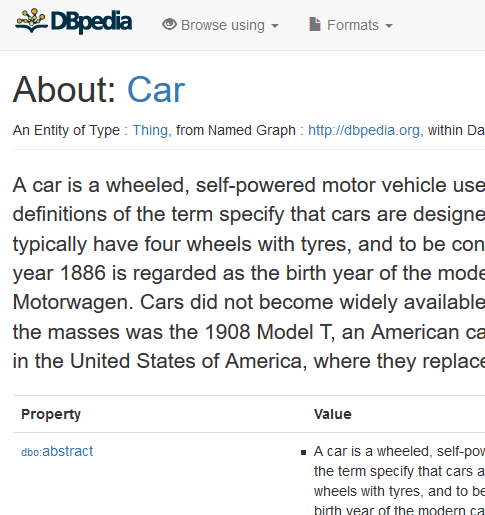 DBpedia Browse using Formats
About: Car
An Entity of Type : Thing, from Named Graph : http://dbpedia.org, within Da
A car is a wheeled, self-powered motor vehicle use
definitions of the term specify that cars are designe
typically have four wheels with tyres, and to be con
year 1886 is regarded as the birth year of the mode
Motorwagen. Cars did not become widely available
the masses was the 1908 Model T, an American ca
in the United States of America, where they replace
Property Value
dbo:abstract A car is a wheeled, self-pow
the term specify that cars a
wheels with tyres, and to be
birth year of the modern ca